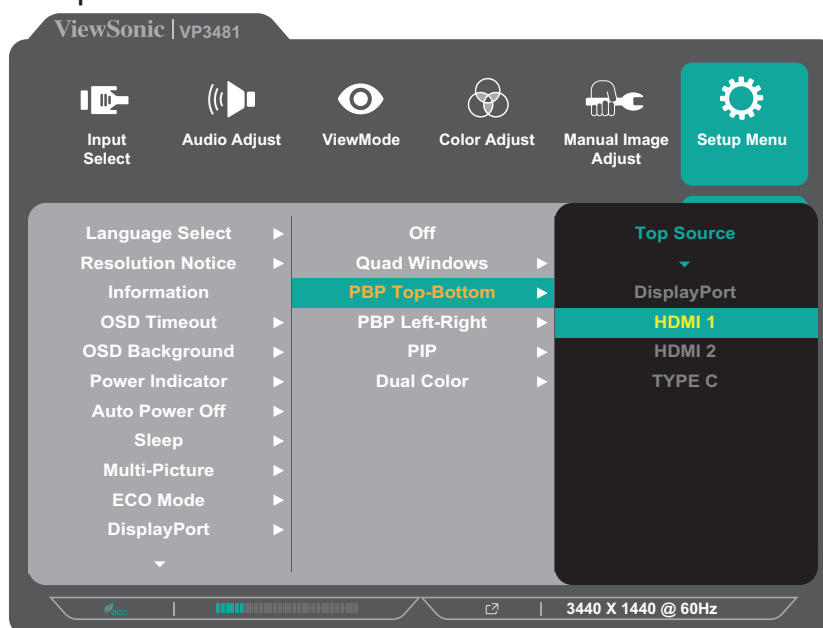 ViewSonic | VP3481
Input Select
Audio Adjust
ViewMode
Color Adjust
Manual Image Adjust
Setup Menu
Language Select
Resolution Notice
Information
OSD Timeout
OSD Background
Power Indicator
Auto Power Off
Sleep
Multi-Picture
ECO Mode
DisplayPort
Off
Quad Windows
PBP Top-Bottom
PBP Left-Right
PIP
Dual Color
Top Source
DisplayPort
HDMI 1
HDMI 2
TYPE C
eco
3440 X 1440 @ 60Hz